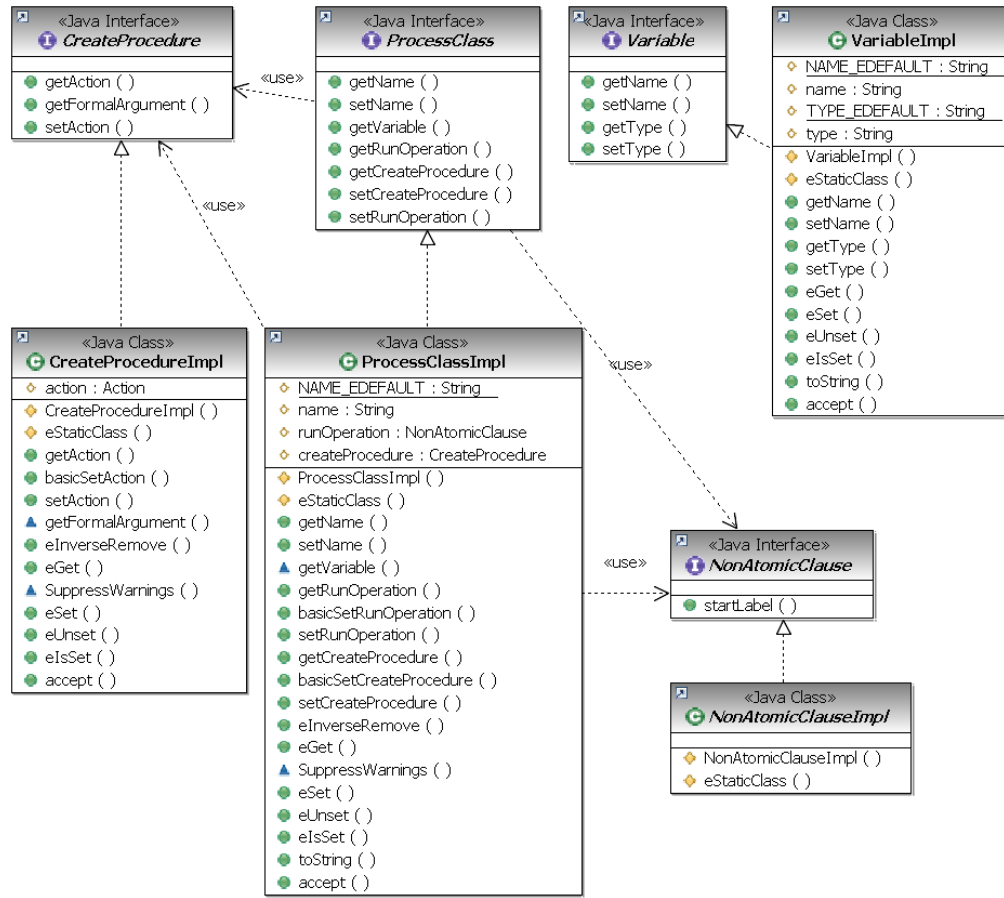 «Java Interface»
CreateProcedure
getAction ( )
getFormalArgument ( )
setAction ( )
«use»
«Java Interface»
ProcessClass
getName ( )
setName ( )
getVariable ( )
getRunOperation ( )
getCreateProcedure ( )
setCreateProcedure ( )
setRunOperation ( )
«Java Interface»
Variable
getName ( )
setName ( )
getType ( )
setType ( )
«Java Class»
VariableImpl
NAME_EDEFAULT : String
name : String
TYPE_EDEFAULT : String
type : String
VariableImpl ( )
eStaticClass ( )
getName ( )
setName ( )
getType ( )
setType ( )
eGet ( )
eSet ( )
eUnset ( )
eIsSet ( )
toString ( )
accept ( )
«use»
«Java Class»
CreateProcedureImpl
action : Action
CreateProcedureImpl ( )
eStaticClass ( )
getAction ( )
basicSetAction ( )
setAction ( )
getFormalArgument ( )
eInverseRemove ( )
eGet ( )
SuppressWarnings ( )
eSet ( )
eUnset ( )
eIsSet ( )
accept ( )
«Java Class»
ProcessClassImpl
NAME_EDEFAULT : String
name : String
runOperation : NonAtomicClause
createProcedure : CreateProcedure
ProcessClassImpl ( )
eStaticClass ( )
getName ( )
setName ( )
getVariable ( )
getRunOperation ( )
basicSetRunOperation ( )
setRunOperation ( )
getCreateProcedure ( )
basicSetCreateProcedure ( )
setCreateProcedure ( )
eInverseRemove ( )
eGet ( )
SuppressWarnings ( )
eSet ( )
eUnset ( )
eIsSet ( )
toString ( )
accept ( )
«use»
«use»
«Java Interface»
NonAtomicClause
startLabel ( )
«Java Class»
NonAtomicClauseImpl
NonAtomicClauseImpl ( )
eStaticClass ( )